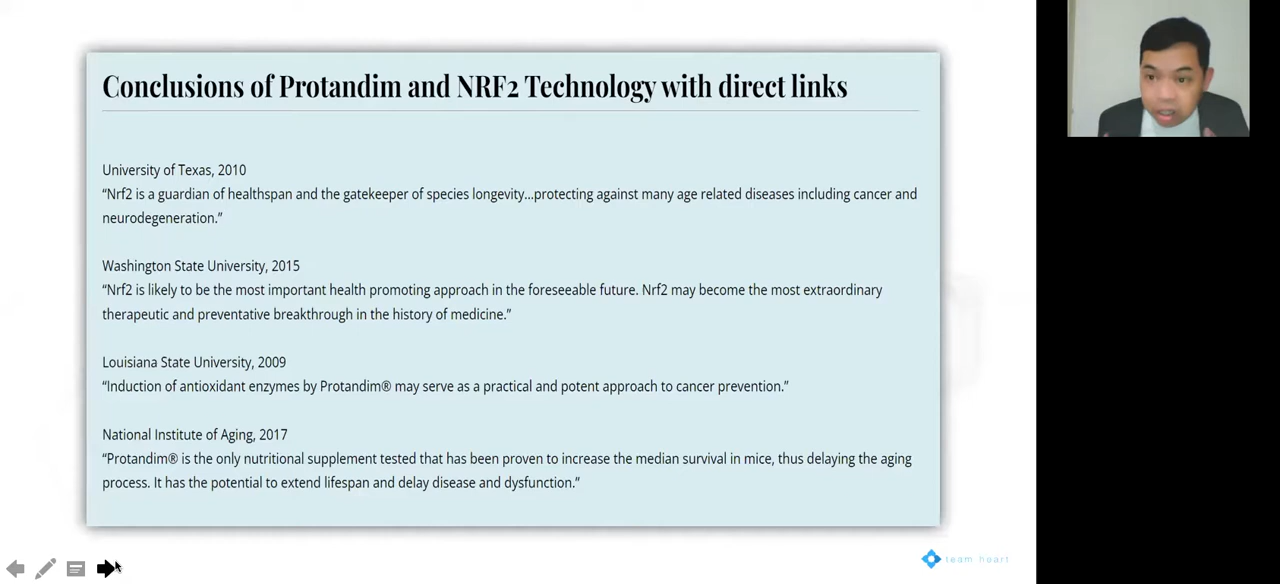 Conclusions of Protandim and NRF2 Technology with direct links
University of Texas, 2010
“Nrf2 is a guardian of healthspan and the gatekeeper of species longevity...protecting against many age related diseases including cancer and
neurodegeneration.”
Washington State University, 2015
“Nrf2 is likely to be the most important health promoting approach in the foreseeable future. Nrf2 may become the most extraordinary
therapeutic and preventative breakthrough in the history of medicine.”
Louisiana State University, 2009
“Induction of antioxidant enzymes by Protandim® may serve as a practical and potent approach to cancer prevention.”
National Institute of Aging, 2017
“Protandim® is the only nutritional supplement tested that has been proven to increase the median survival in mice, thus delaying the aging
process. It has the potential to extend lifespan and delay disease and dysfunction.”
team heart